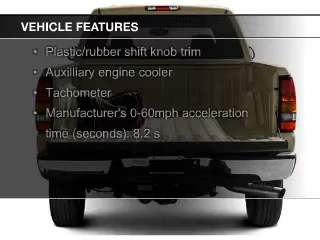 VEHICLE FEATURES
• Plastic/rubber shift knob trim
• Auxilliary engine cooler
• Tachometer
• Manufacturer's 0-60mph acceleration
time (seconds): 8.2 s